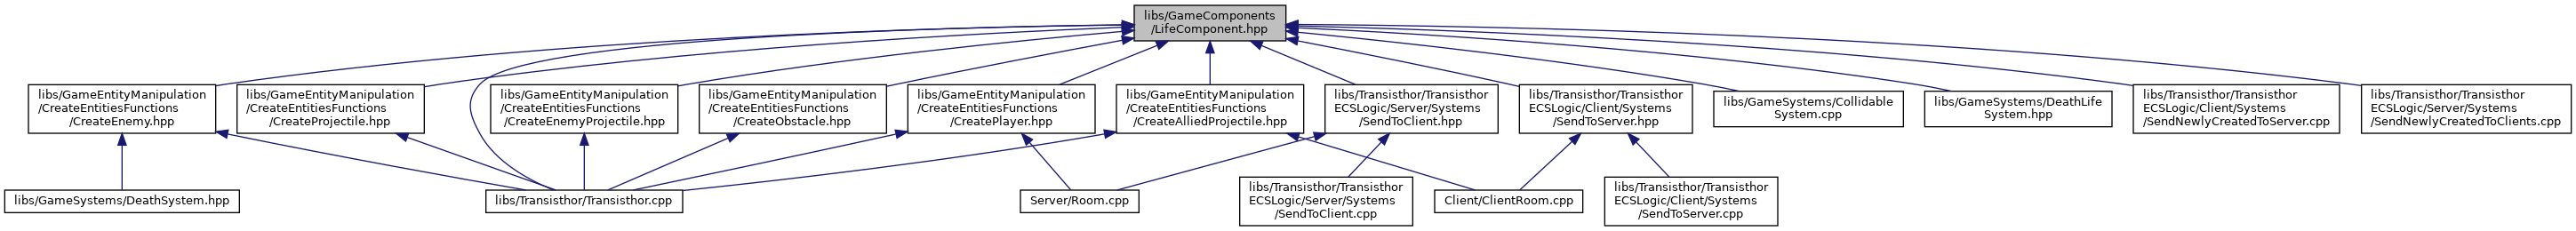 libs/GameComponents
/LifeComponent.hpp
libs/GameEntityManipulation
/CreateEntitiesFunctions
/CreateEnemy.hpp
libs/GameEntityManipulation
/CreateEntitiesFunctions
/CreateProjectile.hpp
libs/GameEntityManipulation
/CreateEntitiesFunctions
/CreateEnemyProjectile.hpp
libs/GameEntityManipulation
/CreateEntitiesFunctions
/CreateObstacle.hpp
libs/GameEntityManipulation
/CreateEntitiesFunctions
/CreatePlayer.hpp
libs/GameEntityManipulation
/CreateEntitiesFunctions
/CreateAlliedProjectile.hpp
libs/Transisthor/Transisthor
ECSLogic/Server/Systems
/SendToClient.hpp
libs/Transisthor/Transisthor
ECSLogic/Client/Systems
/SendToServer.hpp
libs/GameSystems/Collidable
System.cpp
libs/GameSystems/DeathLife
System.hpp
libs/Transisthor/Transisthor
ECSLogic/Client/Systems
/SendNewlyCreatedToServer.cpp
libs/Transisthor/Transisthor
ECSLogic/Server/Systems
/SendNewlyCreatedToClients.cpp
libs/GameSystems/DeathSystem.hpp
libs/Transisthor/Transisthor.cpp
Server/Room.cpp
libs/Transisthor/Transisthor
ECSLogic/Server/Systems
/SendToClient.cpp
Client/ClientRoom.cpp
libs/Transisthor/Transisthor
ECSLogic/Client/Systems
/SendToServer.cpp